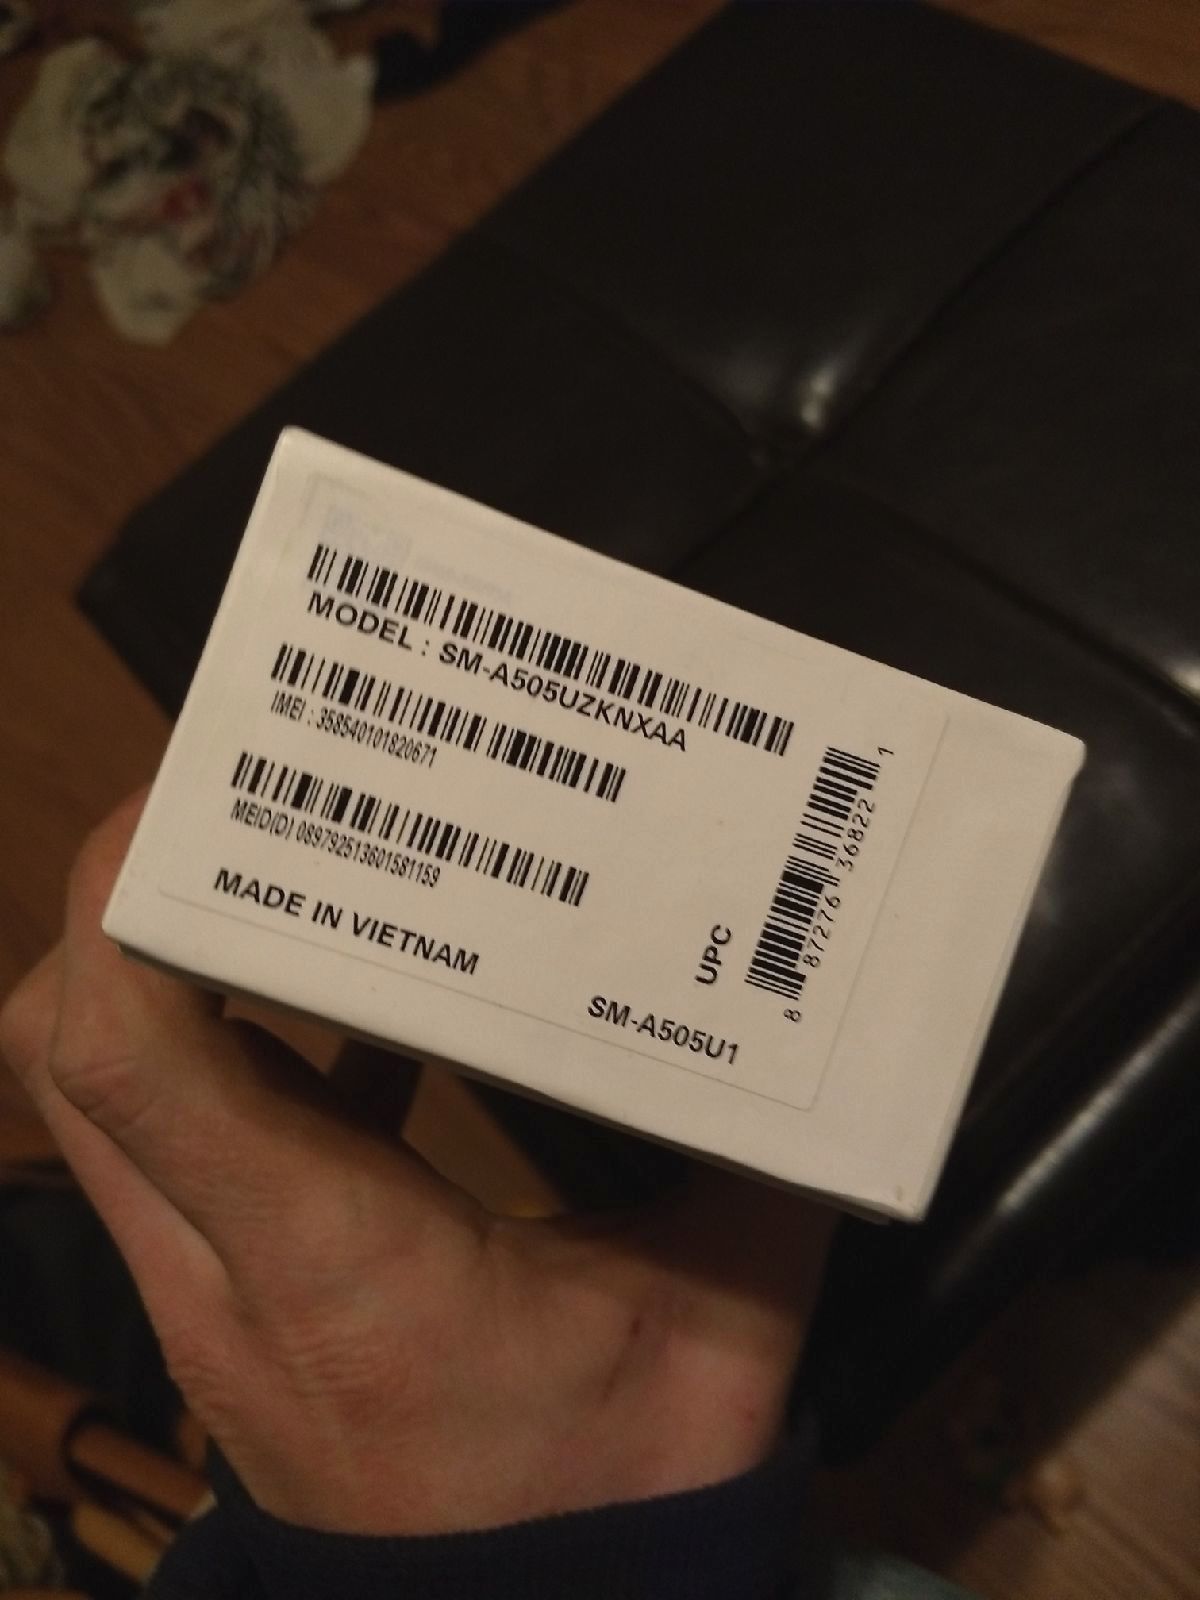 MODEL : SM-A505UZKNXAA
IMEI : 358540101820671
MEID(D) 089792513601581159
MADE IN VIETNAM
UPC
8 87276 36822 1
SM-A505U1